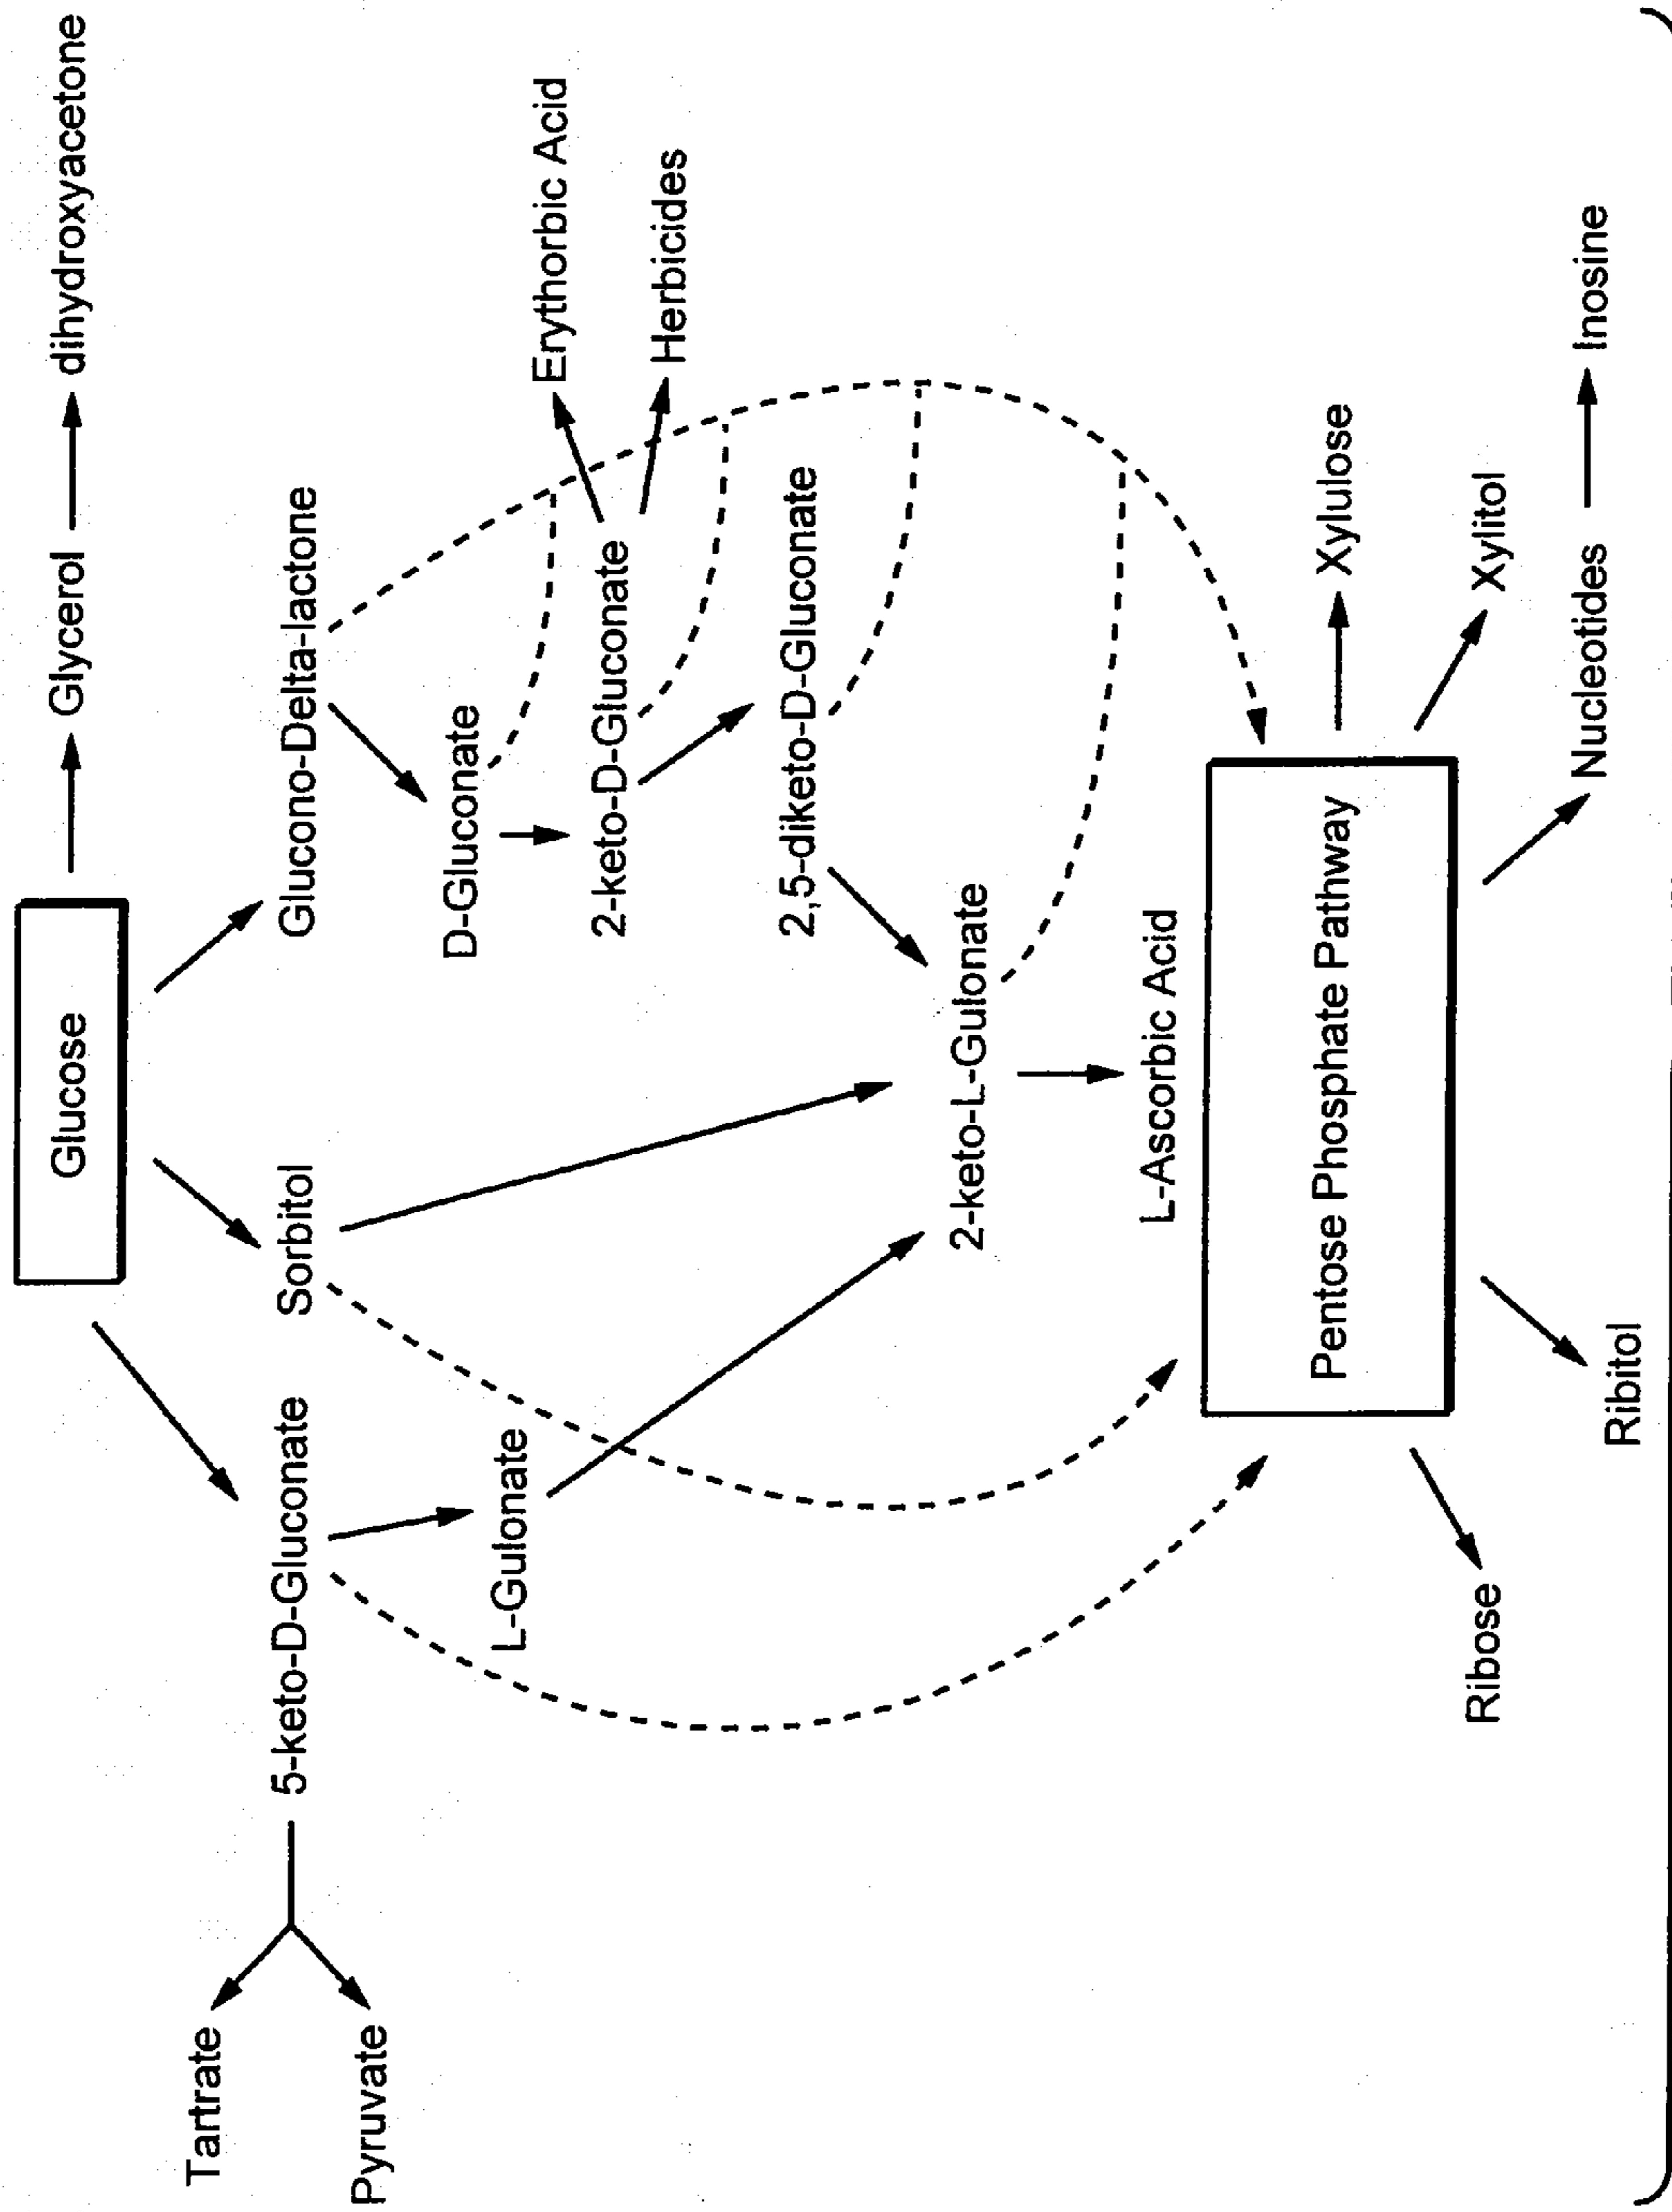 Glucose
Glycerol
dihydroxyacetone
Tartrate
Pyruvate
5-keto-D-Gluconate
Sorbitol
Glucono-Delta-lactone
L-Gulonate
D-Gluconate
Erythorbic Acid
2-keto-D-Gluconate
Herbicides
2,5-diketo-D-Gluconate
2-keto-L-Gulonate
L-Ascorbic Acid
Pentose Phosphate Pathway
Xylulose
Ribose
Xylitol
Ribitol
Nucleotides
Inosine